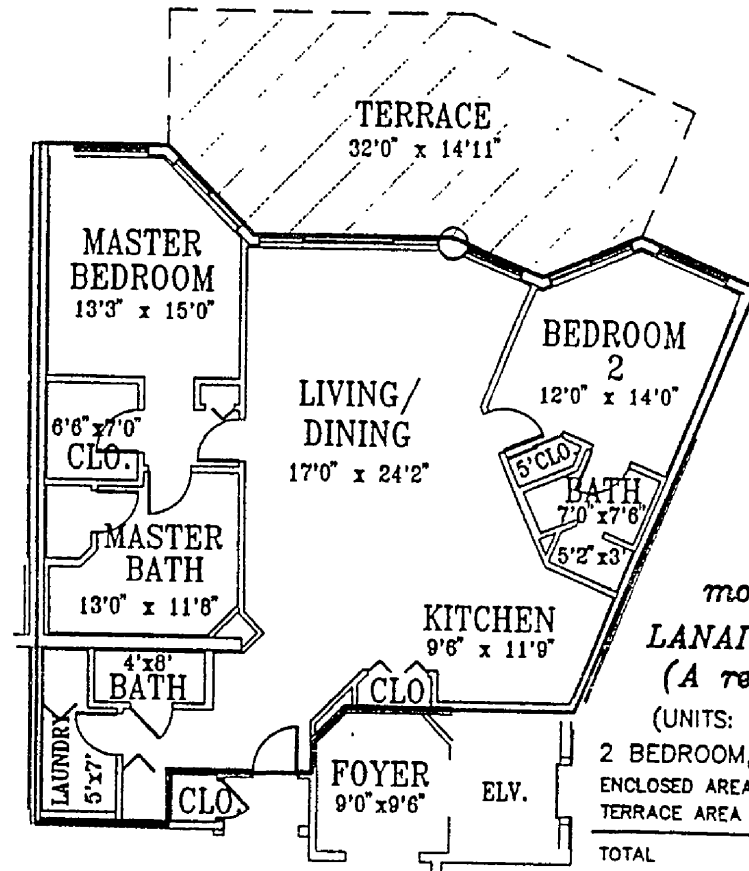 TERRACE
32'0" x 14'11"
MASTER
BEDROOM
13'3" x 15'0"
BEDROOM
2
12'0" x 14'0"
LIVING/
DINING
17'0" x 24'2"
6'6"x7'0"
CLO.
5'CLO.
BATH
7'0"x7'6"
5'2"x3'
MASTER
BATH
13'0" x 11'8"
KITCHEN
9'6" x 11'9"
4'x8'
BATH
CLO
LAUNDRY
5'x7'
CLO.
FOYER
9'0"x9'6"
ELV.
mo
LANAI
(A re
(UNITS:
2 BEDROOM,
ENCLOSED AREA
TERRACE AREA
TOTAL